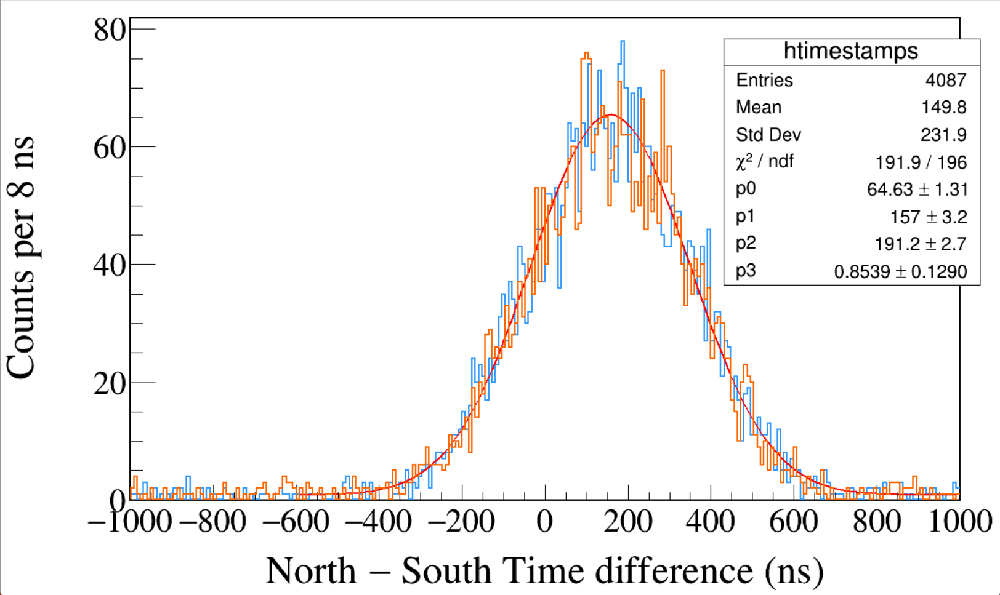 80
60
40
20
0
Counts per 8 ns
htimestamps
Entries 4087
Mean 149.8
Std Dev 231.9
χ² / ndf 191.9 / 196
p0 64.63 ± 1.31
p1 157 ± 3.2
p2 191.2 ± 2.7
p3 0.8539 ± 0.1290
−1000 −800 −600 −400 −200 0 200 400 600 800 1000
North − South Time difference (ns)